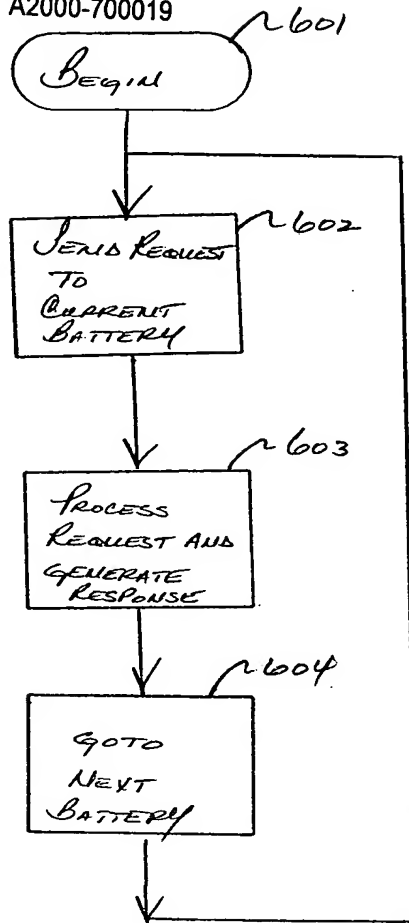 A2000-700019
601
BEGIN
602
SEND REQUEST
TO
CURRENT
BATTERY
603
PROCESS
REQUEST AND
GENERATE
RESPONSE
604
GOTO
NEXT
BATTERY